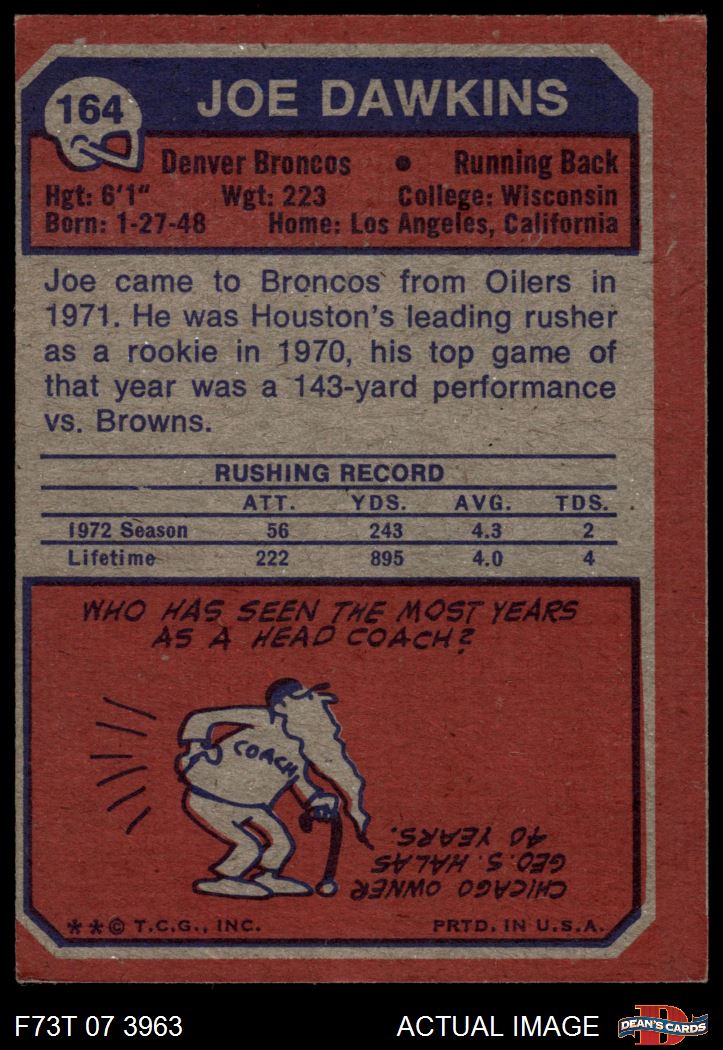 164
JOE DAWKINS
Denver Broncos • Running Back
Hgt: 6'1" Wgt: 223 College: Wisconsin
Born: 1-27-48 Home: Los Angeles, California
Joe came to Broncos from Oilers in
1971. He was Houston's leading rusher
as a rookie in 1970, his top game of
that year was a 143-yard performance
vs. Browns.
RUSHING RECORD
ATT. YDS. AVG. TDS.
1972 Season 56 243 4.3 2
Lifetime 222 895 4.0 4
WHO HAS SEEN THE MOST YEARS
AS A HEAD COACH?
COACH
CHICAGO OWNER
GEO. S. HALAS
40 YEARS.
**© T.C.G., INC. PRTD. IN U.S.A.
F73T 07 3963 ACTUAL IMAGE
D
DEAN'S CARDS